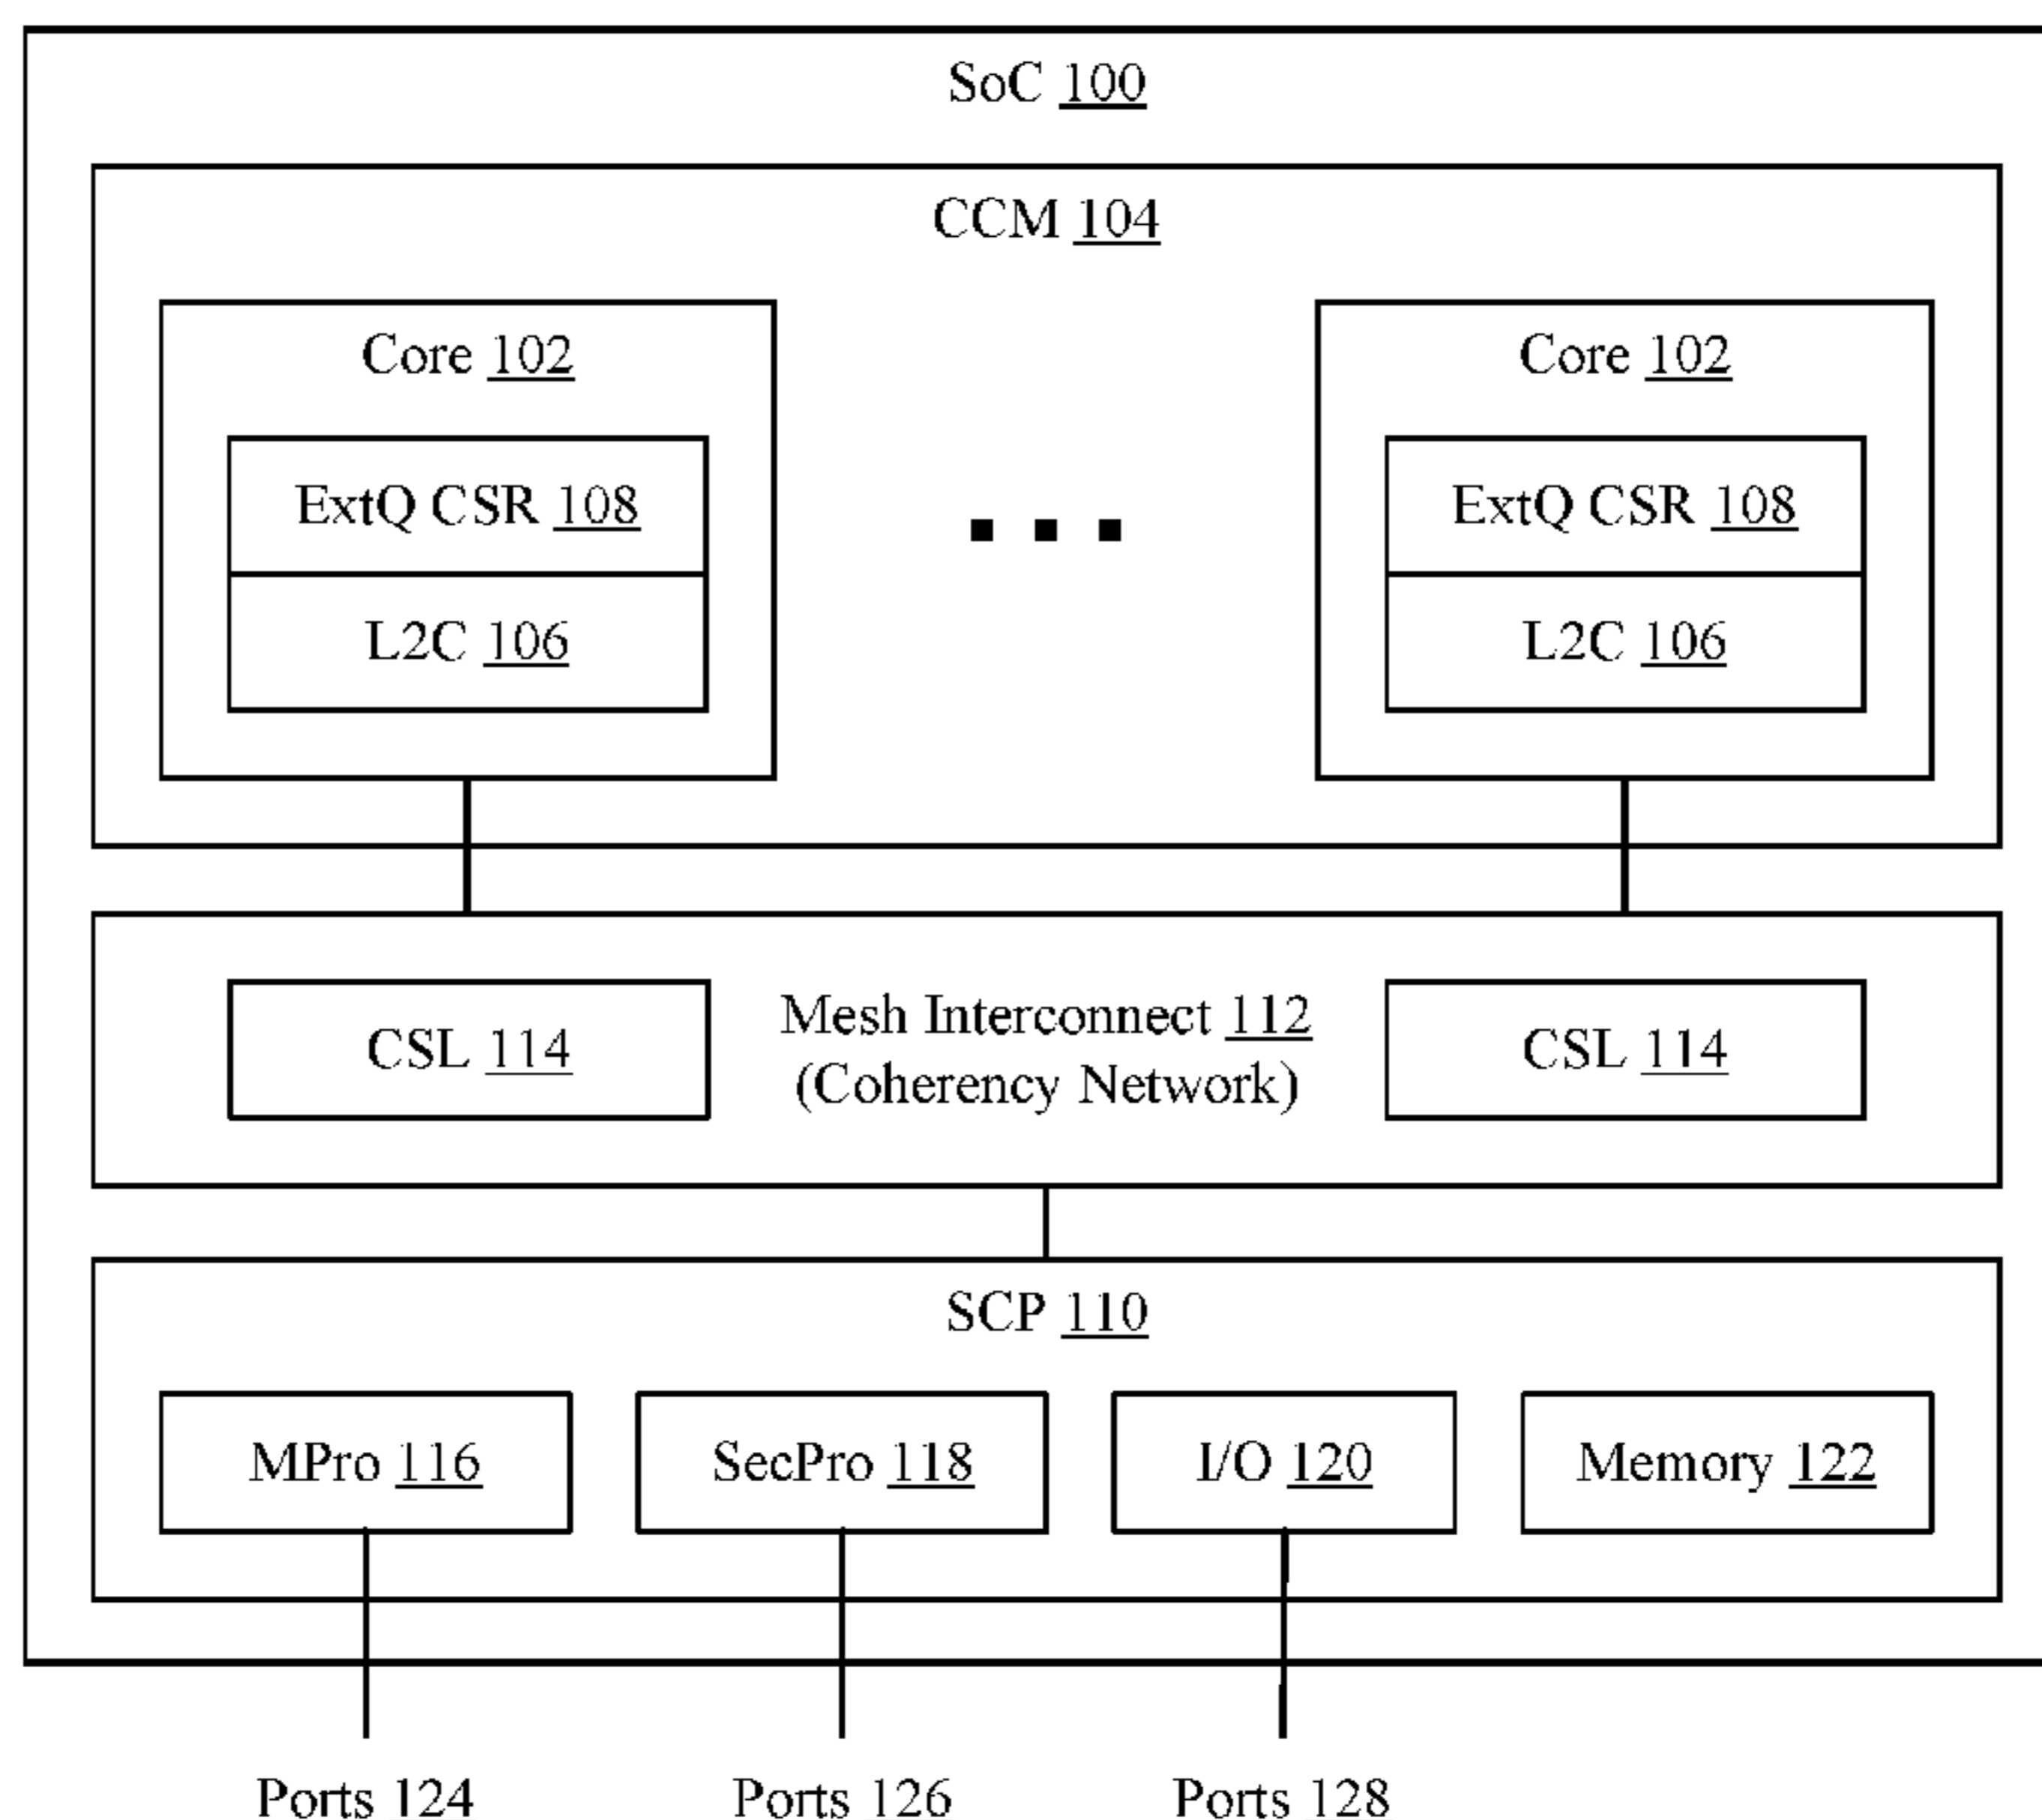 SoC 100
CCM 104
Core 102
Core 102
ExtQ CSR 108
ExtQ CSR 108
L2C 106
L2C 106
CSL 114
Mesh Interconnect 112
(Coherency Network)
CSL 114
SCP 110
MPro 116
SecPro 118
I/O 120
Memory 122
Ports 124
Ports 126
Ports 128